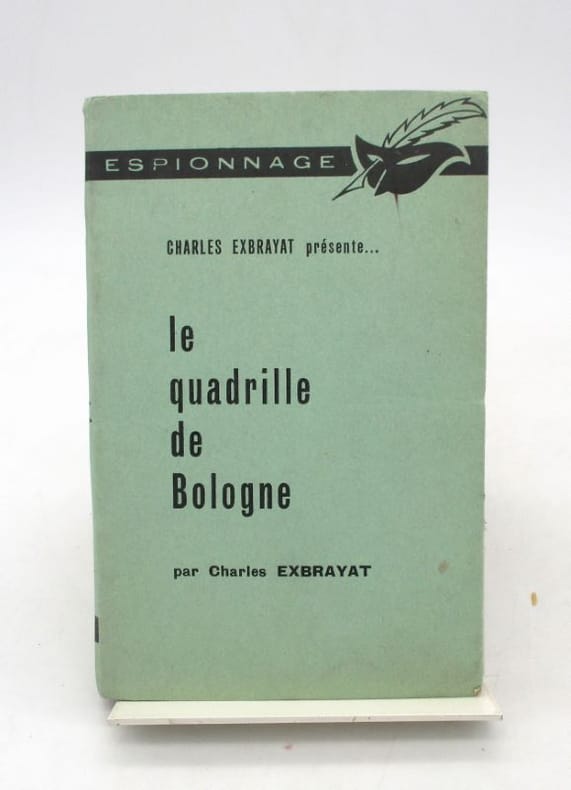 ESPIONNAGE
CHARLES EXBRAYAT présente...
le
quadrille
de
Bologne
par Charles EXBRAYAT